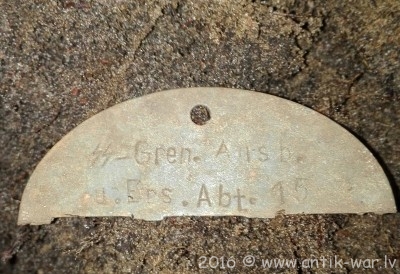 ᛋᛋ-Gren. Ausb.
u. Ers. Abt. 15
2016 © www.antik-war.lv